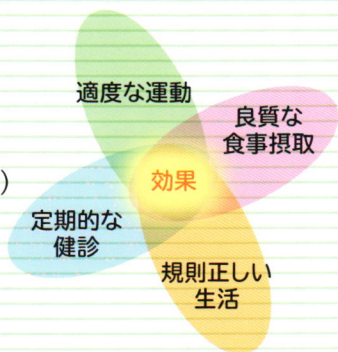 適度な運動
良質な
食事摂取
)
効果
定期的な
健診
規則正しい
生活